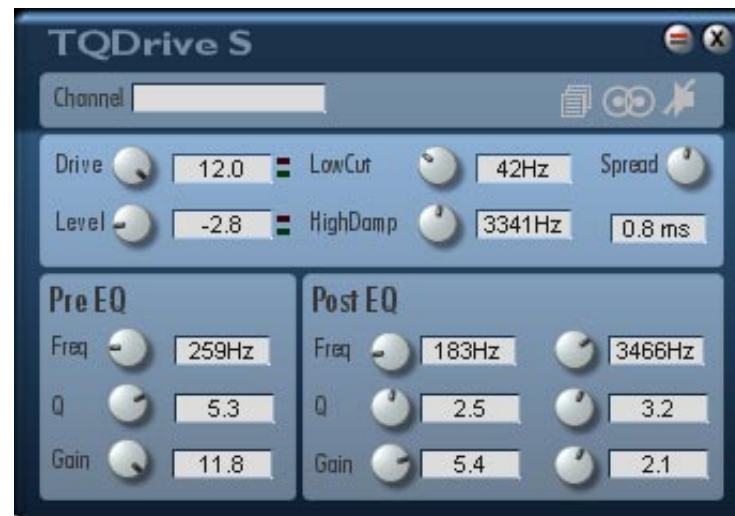 TQDrive S
Channel
Drive 12.0 LowCut 42Hz Spread
Level -2.8 HighDamp 3341Hz 0.8 ms
Pre EQ
Freq 259Hz
Q 5.3
Gain 11.8
Post EQ
Freq 183Hz 3466Hz
Q 2.5 3.2
Gain 5.4 2.1